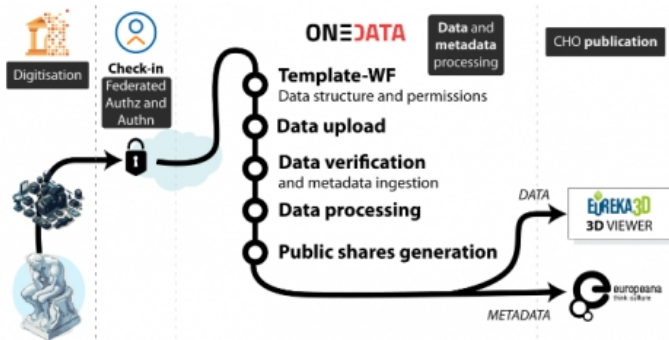 Digitisation
Check-in
Federated
Authz and
Authn
ONEDATA
Data and
metadata
processing
CHO publication
Template-WF
Data structure and permissions
Data upload
Data verification
and metadata ingestion
Data processing
Public shares generation
DATA
EUREKA3D
3D VIEWER
METADATA
europeana
think culture